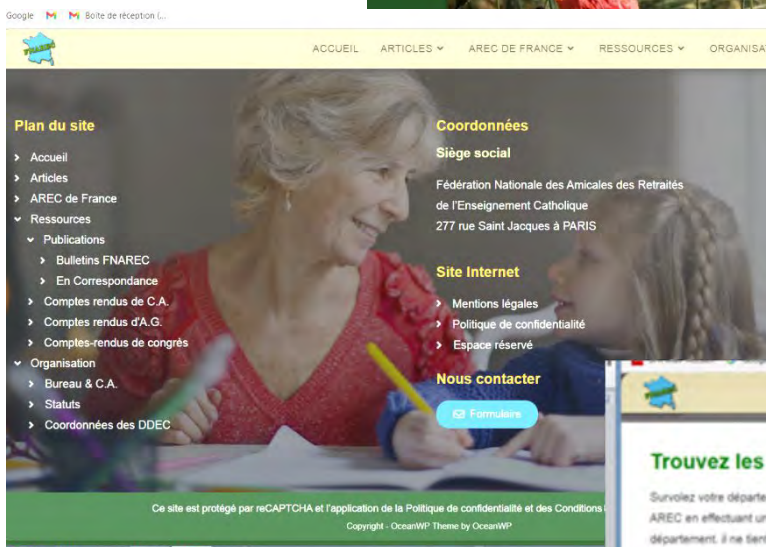 Google
Boîte de réception (...
FNAREC
ACCUEIL ARTICLES AREC DE FRANCE RESSOURCES ORGANISA
Plan du site
Accueil
Articles
AREC de France
Ressources
Publications
Bulletins FNAREC
En Correspondance
Comptes rendus de C.A.
Comptes rendus d'A.G.
Comptes-rendus de congrés
Organisation
Bureau & C.A.
Statuts
Coordonnées des DDEC
Coordonnées
Siège social
Fédération Nationale des Amicales des Retraités
de l'Enseignement Catholique
277 rue Saint Jacques à PARIS
Site Internet
Mentions légales
Politique de confidentialité
Espace réservé
Nous contacter
Formulaire
Ce site est protégé par reCAPTCHA et l'application de la Politique de confidentialité et des Conditions
Copyright - OceanWP Theme by OceanWP
Trouvez les
Survolez votre départe
AREC en effectuant un
département. il ne tient